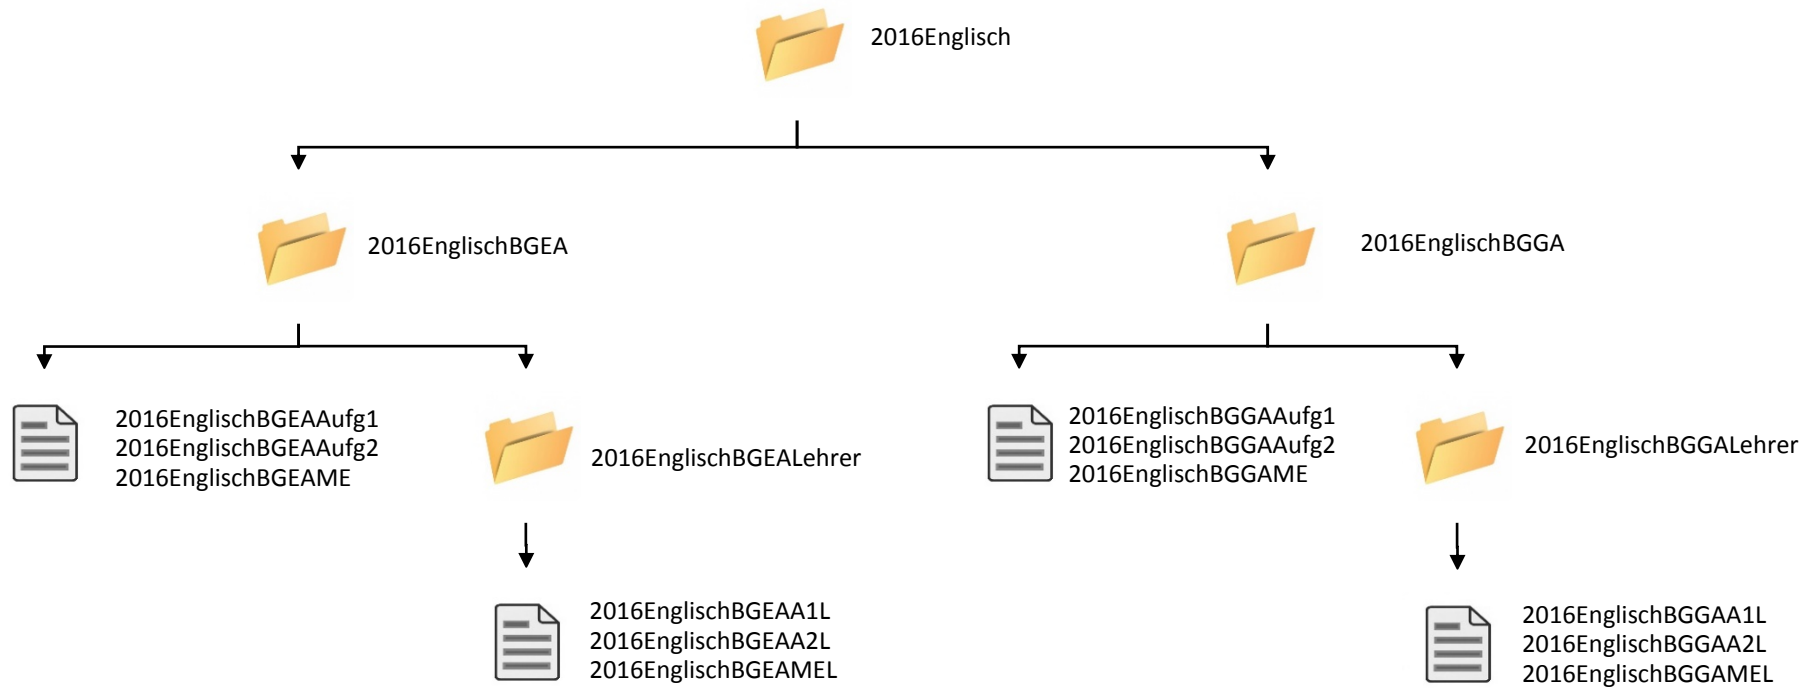 2016Englisch
2016EnglischBGEA
2016EnglischBGGA
2016EnglischBGEAAufg1
2016EnglischBGEAAufg2
2016EnglischBGEAME
2016EnglischBGEALehrer
2016EnglischBGGAAufg1
2016EnglischBGGAAufg2
2016EnglischBGGAME
2016EnglischBGGALehrer
2016EnglischBGEAA1L
2016EnglischBGEAA2L
2016EnglischBGEAMEL
2016EnglischBGGAA1L
2016EnglischBGGAA2L
2016EnglischBGGAMEL